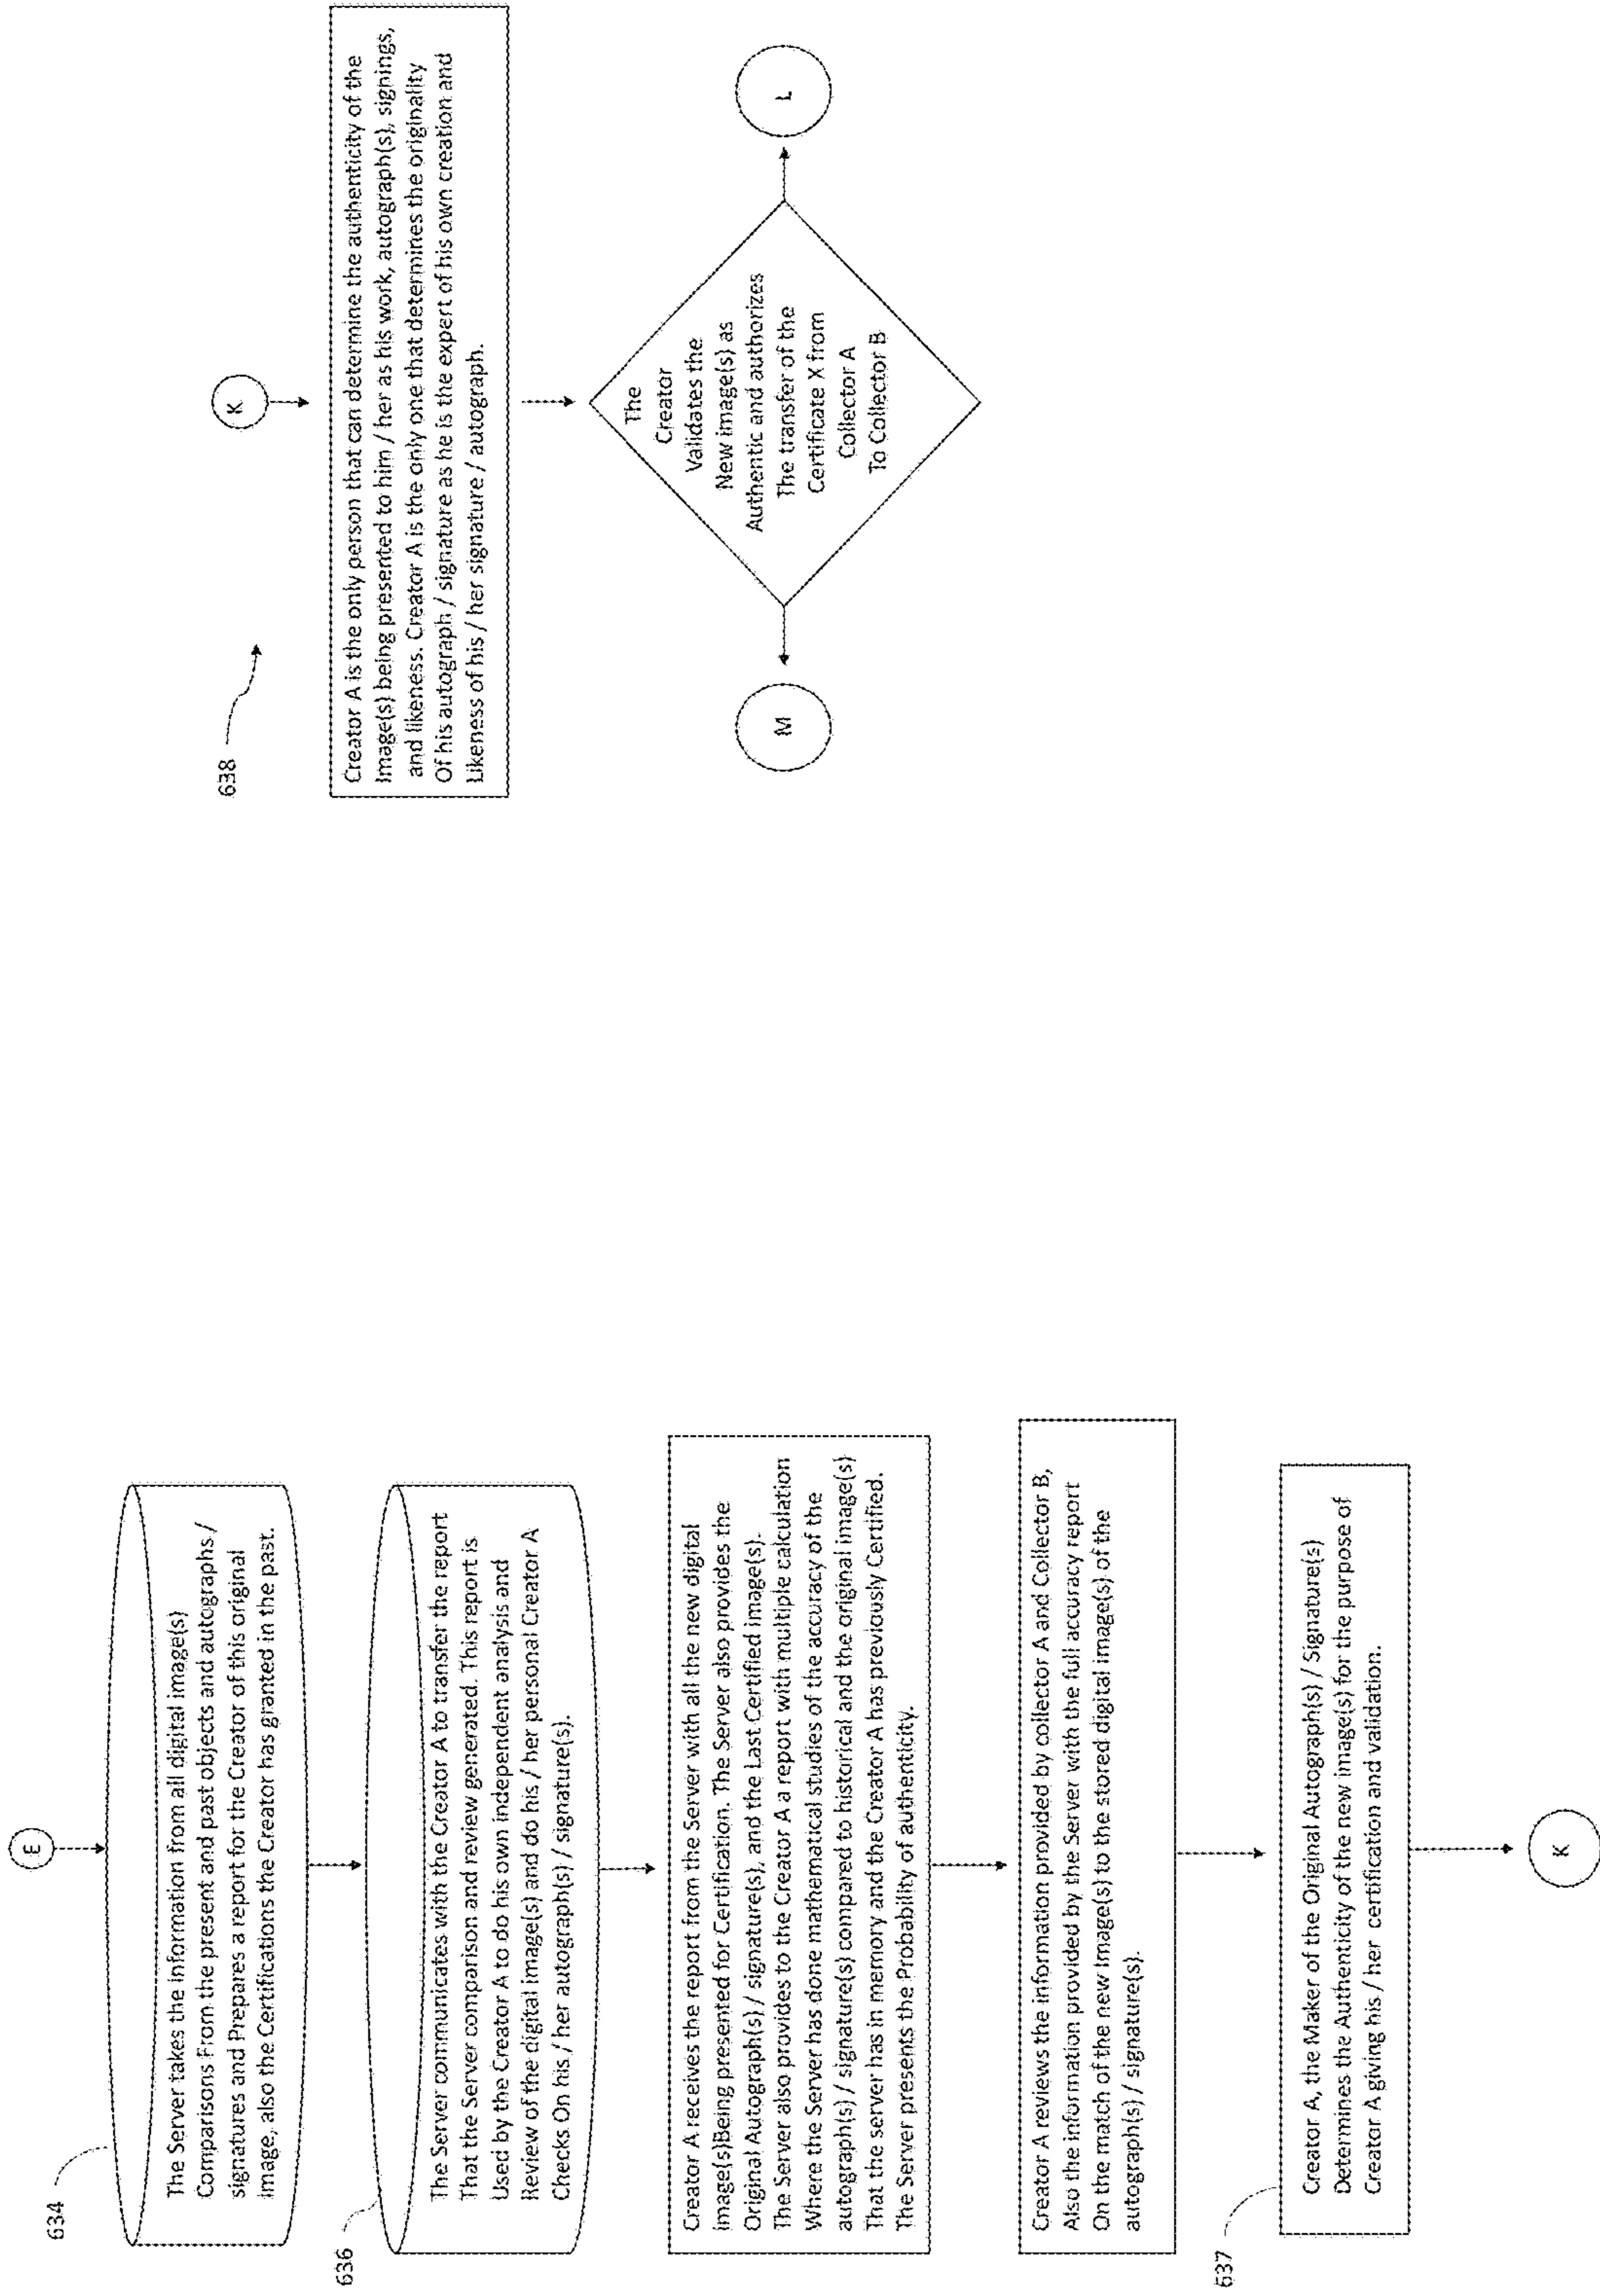 E
634
The Server takes the information from all digital image(s)
Comparisons From the present and past objects and autographs /
signatures and Prepares a report for the Creator of this original
image, also the Certifications the Creator has granted in the past.
636
The Server communicates with the Creator A to transfer the report
That the Server comparison and review generated. This report is
Used by the Creator A to do his own independent analysis and
Review of the digital image(s) and do his / her personal Creator A
Checks On his / her autograph(s) / signature(s).
Creator A receives the report from the Server with all the new digital
image(s)Being presented for Certification. The Server also provides the
Original Autograph(s) / signature(s), and the Last Certified image(s).
The Server also provides to the Creator A a report with multiple calculation
Where the Server has done mathematical studies of the accuracy of the
autograph(s) / signature(s) compared to historical and the original image(s)
That the server has in memory and the Creator A has previously Certified.
The Server presents the Probability of authenticity.
Creator A reviews the information provided by collector A and Collector B,
Also the information provided by the Server with the full accuracy report
On the match of the new image(s) to the stored digital image(s) of the
autograph(s) / signature(s).
637
Creator A, the Maker of the Original Autograph(s) / Signature(s)
Determines the Authenticity of the new image(s) for the purpose of
Creator A giving his / her certification and validation.
K
638
K
Creator A is the only person that can determine the authenticity of the
Image(s) being presented to him / her as his work, autograph(s), signings,
and likeness. Creator A is the only one that determines the originality
Of his autograph / signature as he is the expert of his own creation and
Likeness of his / her signature / autograph.
The
Creator
Validates the
New image(s) as
Authentic and authorizes
The transfer of the
Certificate X from
Collector A
To Collector B
M
L